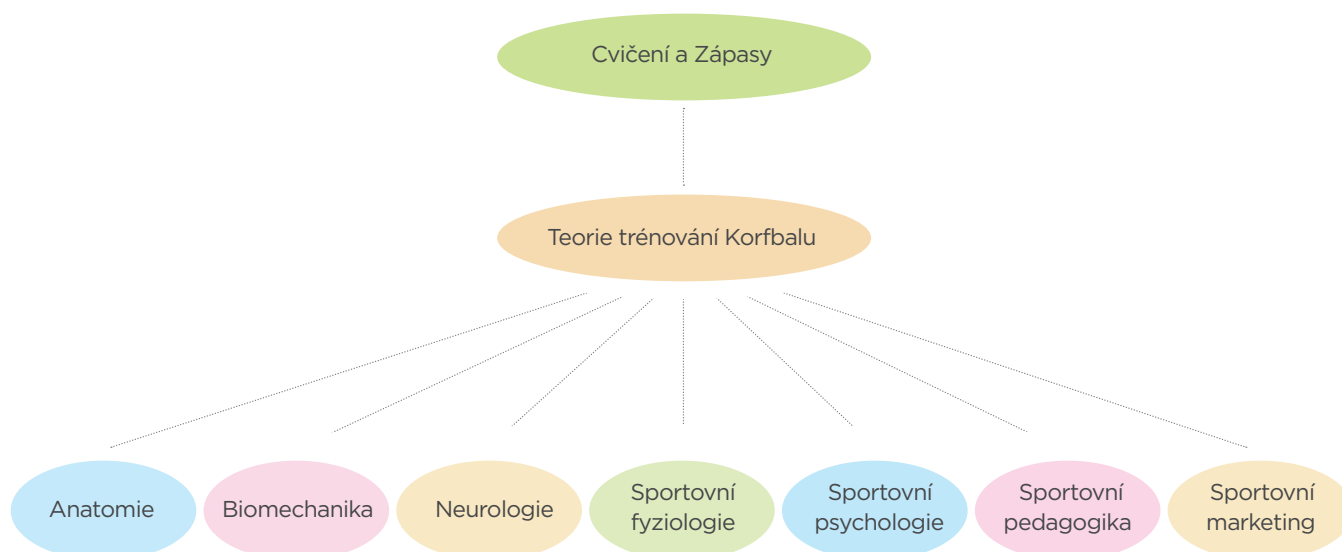 Cvičení a Zápasy
Teorie trénování Korfbalu
Anatomie
Biomechanika
Neurologie
Sportovní
fyziologie
Sportovní
psychologie
Sportovní
pedagogika
Sportovní
marketing